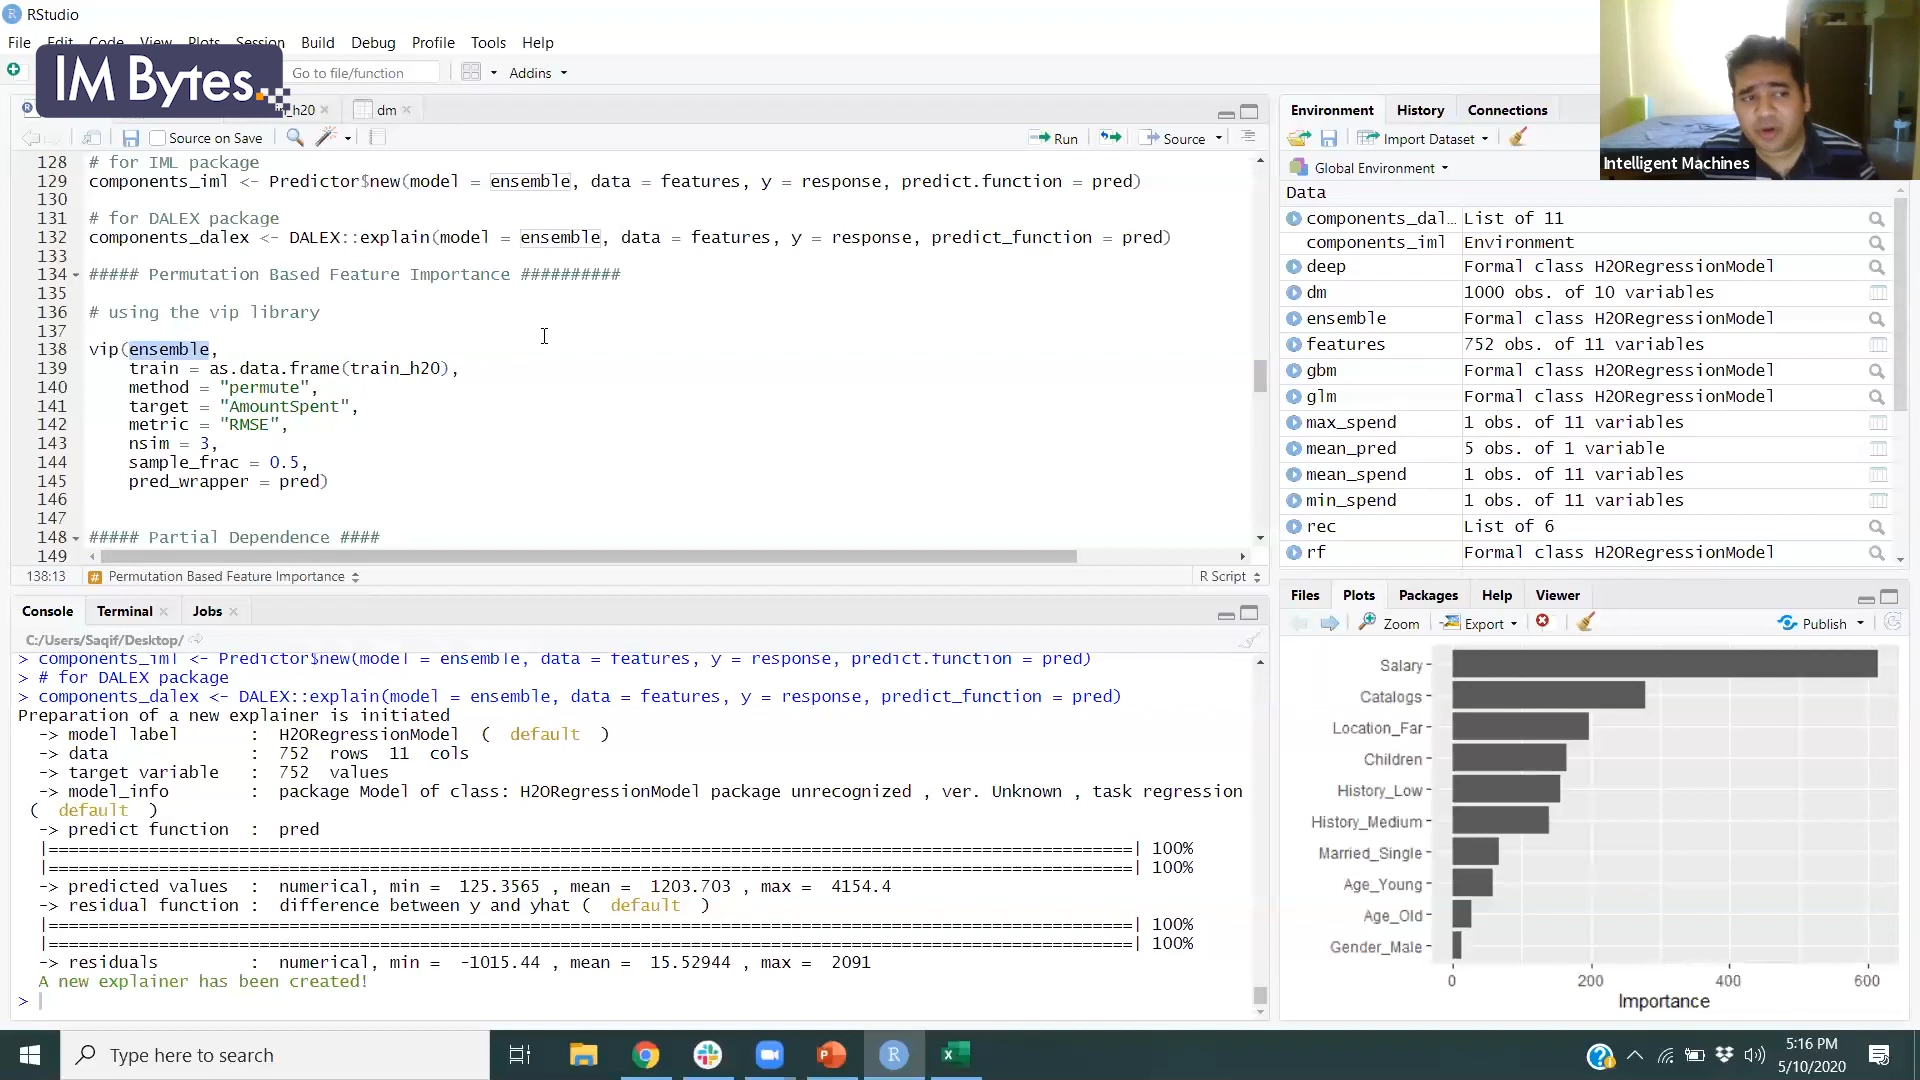 RStudio
File Edit Code View Plots Session Build Debug Profile Tools Help
IM Bytes.
Go to file/function
Addins
_h20
dm
Source on Save
Run
Source
128 # for IML package
129 components_iml <- Predictor$new(model = ensemble, data = features, y = response, predict.function = pred)
130
131 # for DALEX package
132 components_dalex <- DALEX::explain(model = ensemble, data = features, y = response, predict_function = pred)
133
134 ##### Permutation Based Feature Importance ##########
135
136 # using the vip library
137
138 vip(ensemble,
139 train = as.data.frame(train_h20),
140 method = "permute",
141 target = "AmountSpent",
142 metric = "RMSE",
143 nsim = 3,
144 sample_frac = 0.5,
145 pred_wrapper = pred)
146
147
148 ##### Partial Dependence ####
149
138:13 # Permutation Based Feature Importance R Script
Console Terminal Jobs
C:/Users/Saqif/Desktop/
> components_iml <- Predictor$new(model = ensemble, data = features, y = response, predict.function = pred)
> # for DALEX package
> components_dalex <- DALEX::explain(model = ensemble, data = features, y = response, predict_function = pred)
Preparation of a new explainer is initiated
-> model label : H2ORegressionModel ( default )
-> data : 752 rows 11 cols
-> target variable : 752 values
-> model_info : package Model of class: H2ORegressionModel package unrecognized , ver. Unknown , task regression
( default )
-> predict function : pred
|======================================================================| 100%
|======================================================================| 100%
-> predicted values : numerical, min = 125.3565 , mean = 1203.703 , max = 4154.4
-> residual function : difference between y and yhat ( default )
|======================================================================| 100%
|======================================================================| 100%
-> residuals : numerical, min = -1015.44 , mean = 15.52944 , max = 2091
A new explainer has been created!
>
Environment History Connections
Import Dataset
Global Environment
Data
components_dal… List of 11
components_iml Environment
deep Formal class H2ORegressionModel
dm 1000 obs. of 10 variables
ensemble Formal class H2ORegressionModel
features 752 obs. of 11 variables
gbm Formal class H2ORegressionModel
glm Formal class H2ORegressionModel
max_spend 1 obs. of 11 variables
mean_pred 5 obs. of 1 variable
mean_spend 1 obs. of 11 variables
min_spend 1 obs. of 11 variables
rec List of 6
rf Formal class H2ORegressionModel
Intelligent Machines
Files Plots Packages Help Viewer
Zoom Export Publish
Salary
Catalogs
Location_Far
Children
History_Low
History_Medium
Married_Single
Age_Young
Age_Old
Gender_Male
0 200 400 600
Importance
Type here to search
5:16 PM
5/10/2020